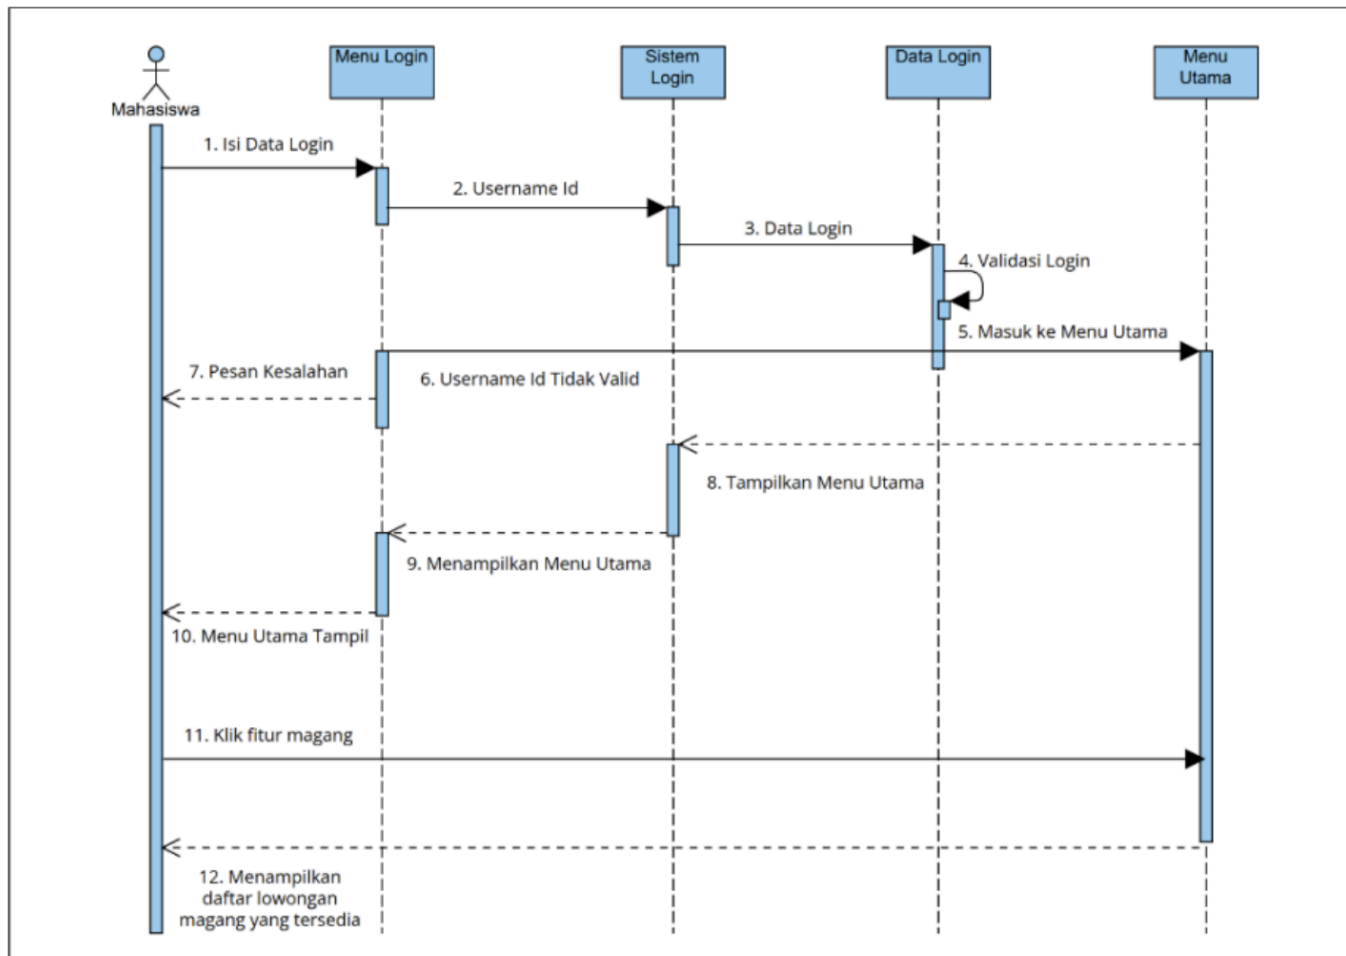 Mahasiswa
Menu Login
Sistem
Login
Data Login
Menu
Utama
1. Isi Data Login
2. Username Id
3. Data Login
4. Validasi Login
5. Masuk ke Menu Utama
7. Pesan Kesalahan
6. Username Id Tidak Valid
8. Tampilkan Menu Utama
9. Menampilkan Menu Utama
10. Menu Utama Tampil
11. Klik fitur magang
12. Menampilkan
daftar lowongan
magang yang tersedia